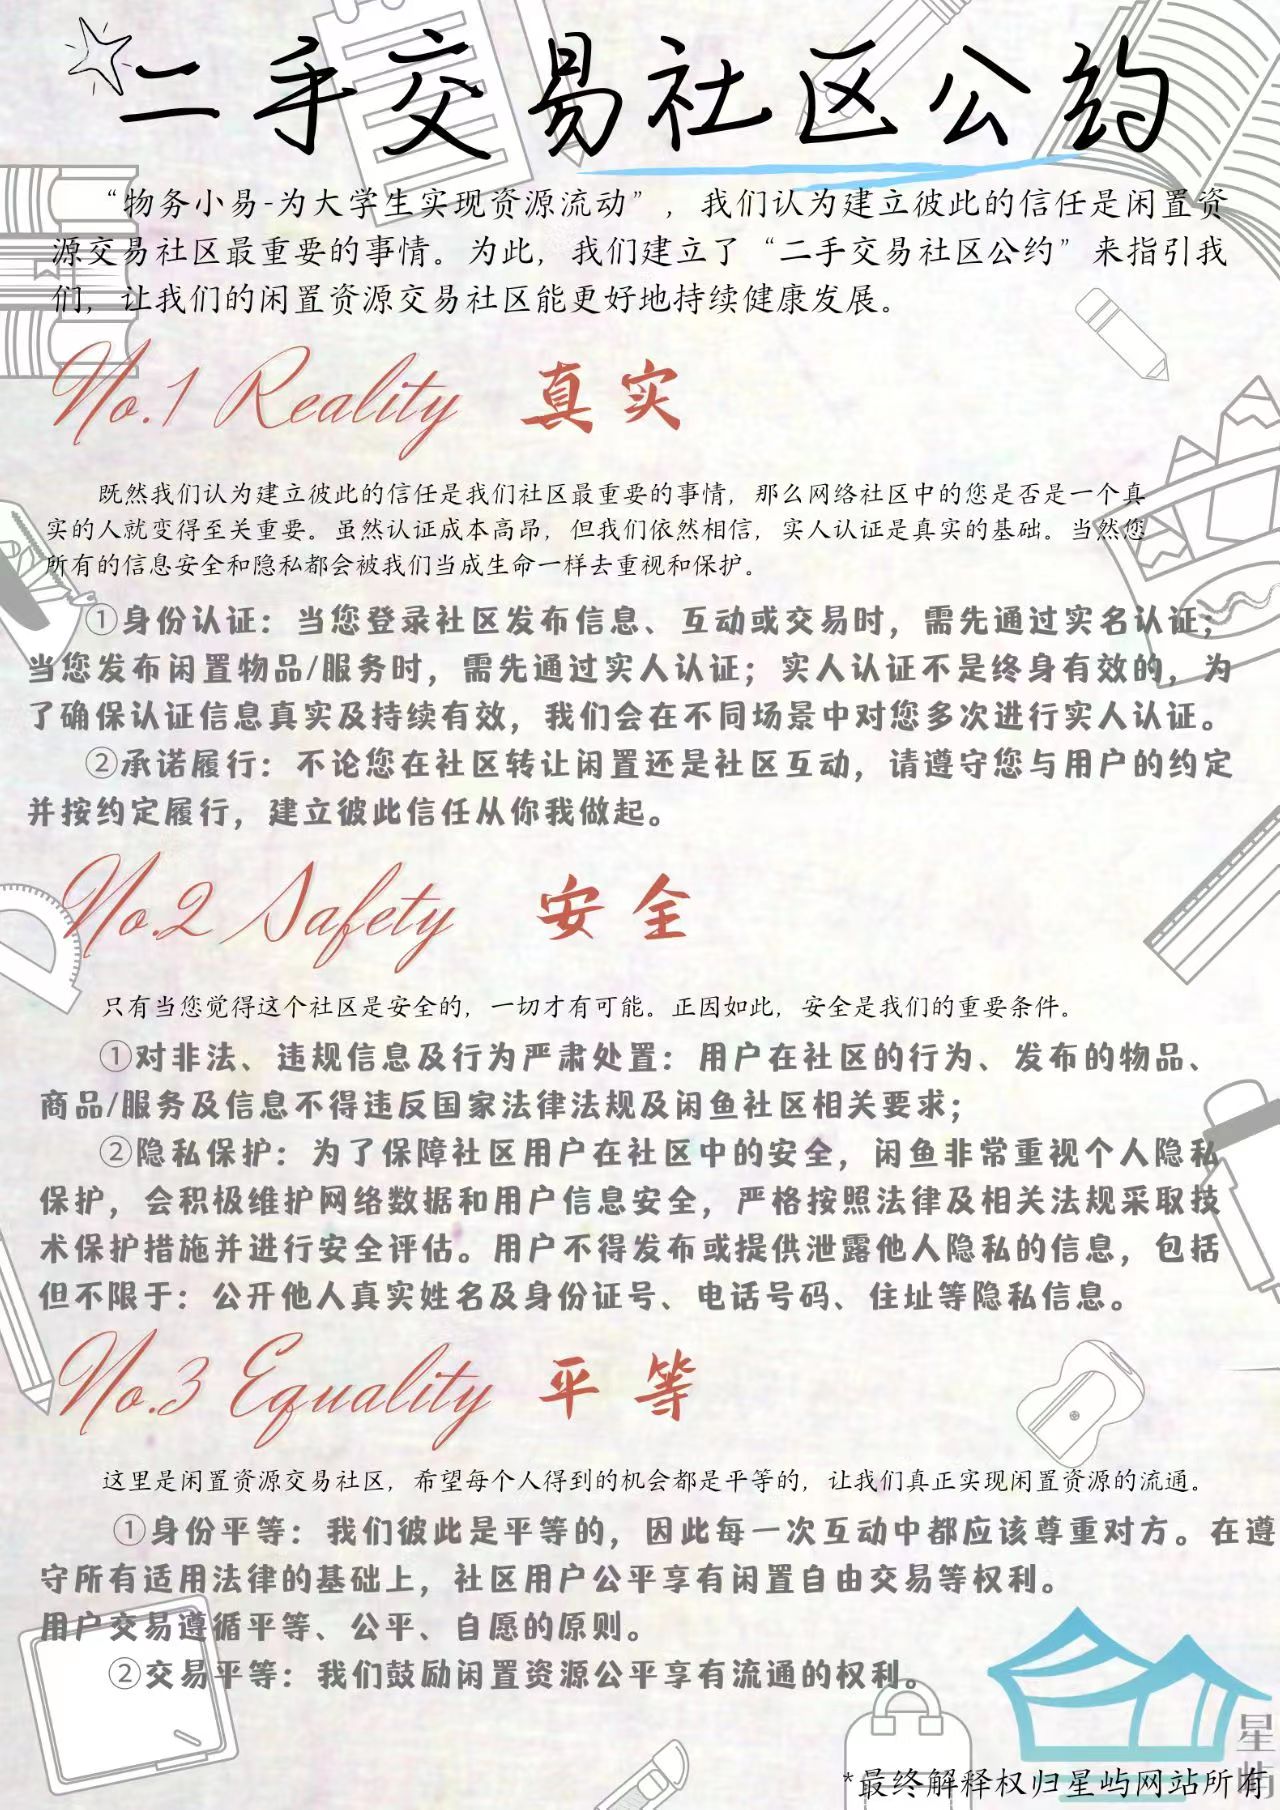 二手交易社区公约
“物务小易-为大学生实现资源流动”，我们认为建立彼此的信任是闲置资
源交易社区最重要的事情。为此，我们建立了“二手交易社区公约”来指引我
们，让我们的闲置资源交易社区能更好地持续健康发展。
No.1 Reality 真实
既然我们认为建立彼此的信任是我们社区最重要的事情，那么网络社区中的您是否是一个真
实的人就变得至关重要。虽然认证成本高昂，但我们依然相信，实人认证是真实的基础。当然您
所有的信息安全和隐私都会被我们当成生命一样去重视和保护。
①身份认证：当您登录社区发布信息、互动或交易时，需先通过实名认证；
当您发布闲置物品/服务时，需先通过实人认证；实人认证不是终身有效的，为
了确保认证信息真实及持续有效，我们会在不同场景中对您多次进行实人认证。
②承诺履行：不论您在社区转让闲置还是社区互动，请遵守您与用户的约定
并按约定履行，建立彼此信任从你我做起。
No.2 Safety 安全
只有当您觉得这个社区是安全的，一切才有可能。正因如此，安全是我们的重要条件。
①对非法、违规信息及行为严肃处置：用户在社区的行为、发布的物品、
商品/服务及信息不得违反国家法律法规及闲鱼社区相关要求；
②隐私保护：为了保障社区用户在社区中的安全，闲鱼非常重视个人隐私
保护，会积极维护网络数据和用户信息安全，严格按照法律及相关法规采取技
术保护措施并进行安全评估。用户不得发布或提供泄露他人隐私的信息，包括
但不限于：公开他人真实姓名及身份证号、电话号码、住址等隐私信息。
No.3 Equality 平等
这里是闲置资源交易社区，希望每个人得到的机会都是平等的，让我们真正实现闲置资源的流通。
①身份平等：我们彼此是平等的，因此每一次互动中都应该尊重对方。在遵
守所有适用法律的基础上，社区用户公平享有闲置自由交易等权利。
用户交易遵循平等、公平、自愿的原则。
②交易平等：我们鼓励闲置资源公平享有流通的权利。
星屿
*最终解释权归星屿网站所有